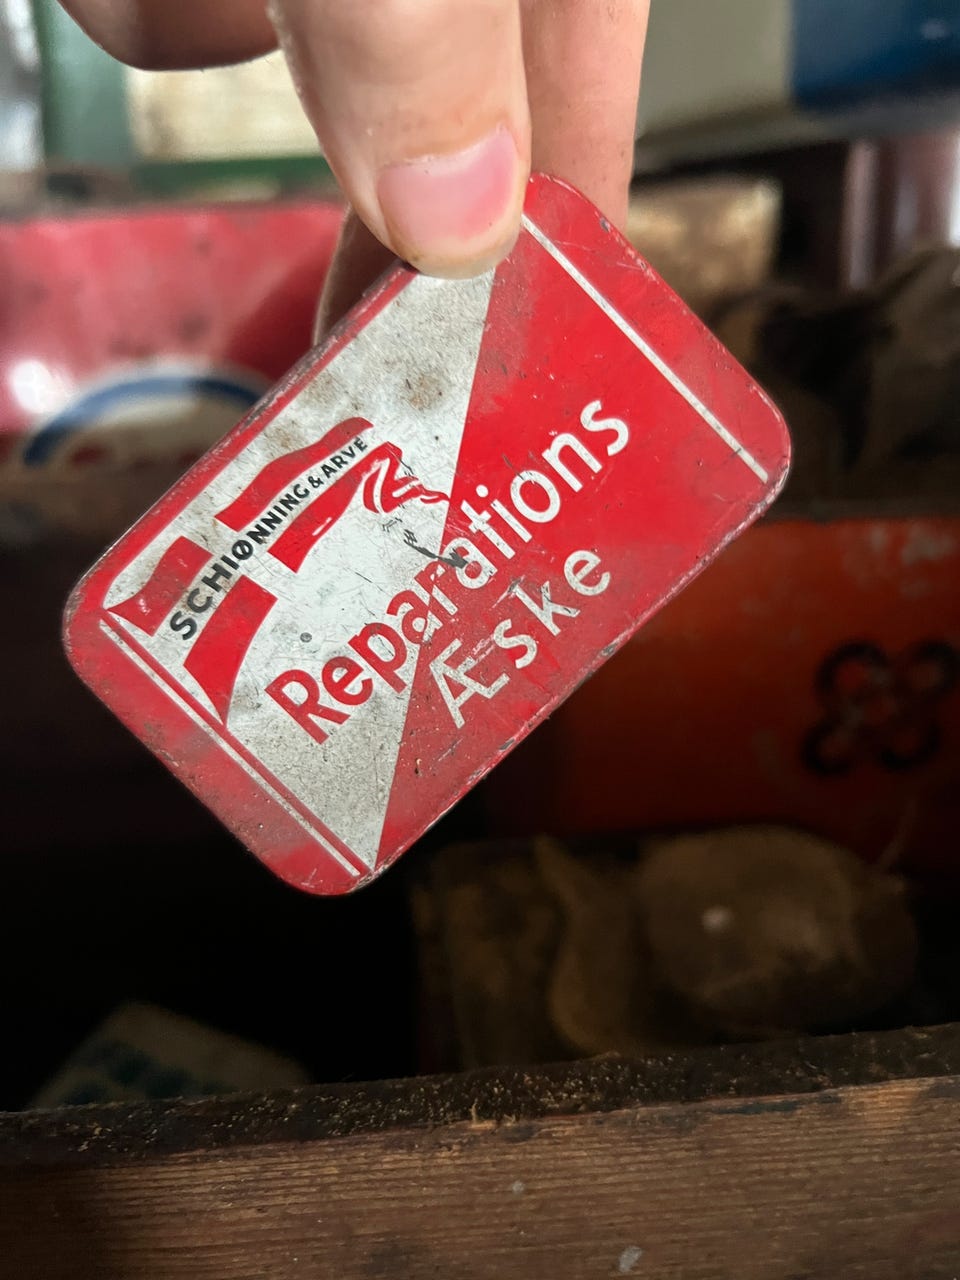 SCHIØNNING & ARVE
Reparations
Æske